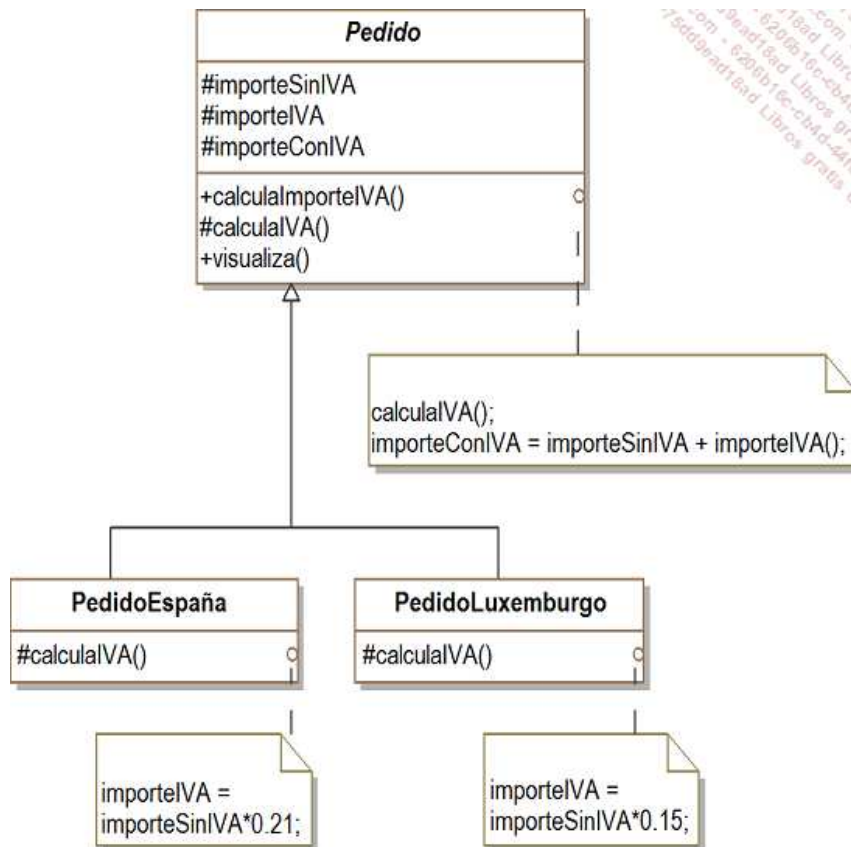 Pedido
#importeSinIVA
#importeIVA
#importeConIVA
+calculaImporteIVA()
#calculaIVA()
+visualiza()
calculaIVA();
importeConIVA = importeSinIVA + importeIVA();
PedidoEspaña
#calculaIVA()
PedidoLuxemburgo
#calculaIVA()
importeIVA =
importeSinIVA*0.21;
importeIVA =
importeSinIVA*0.15;